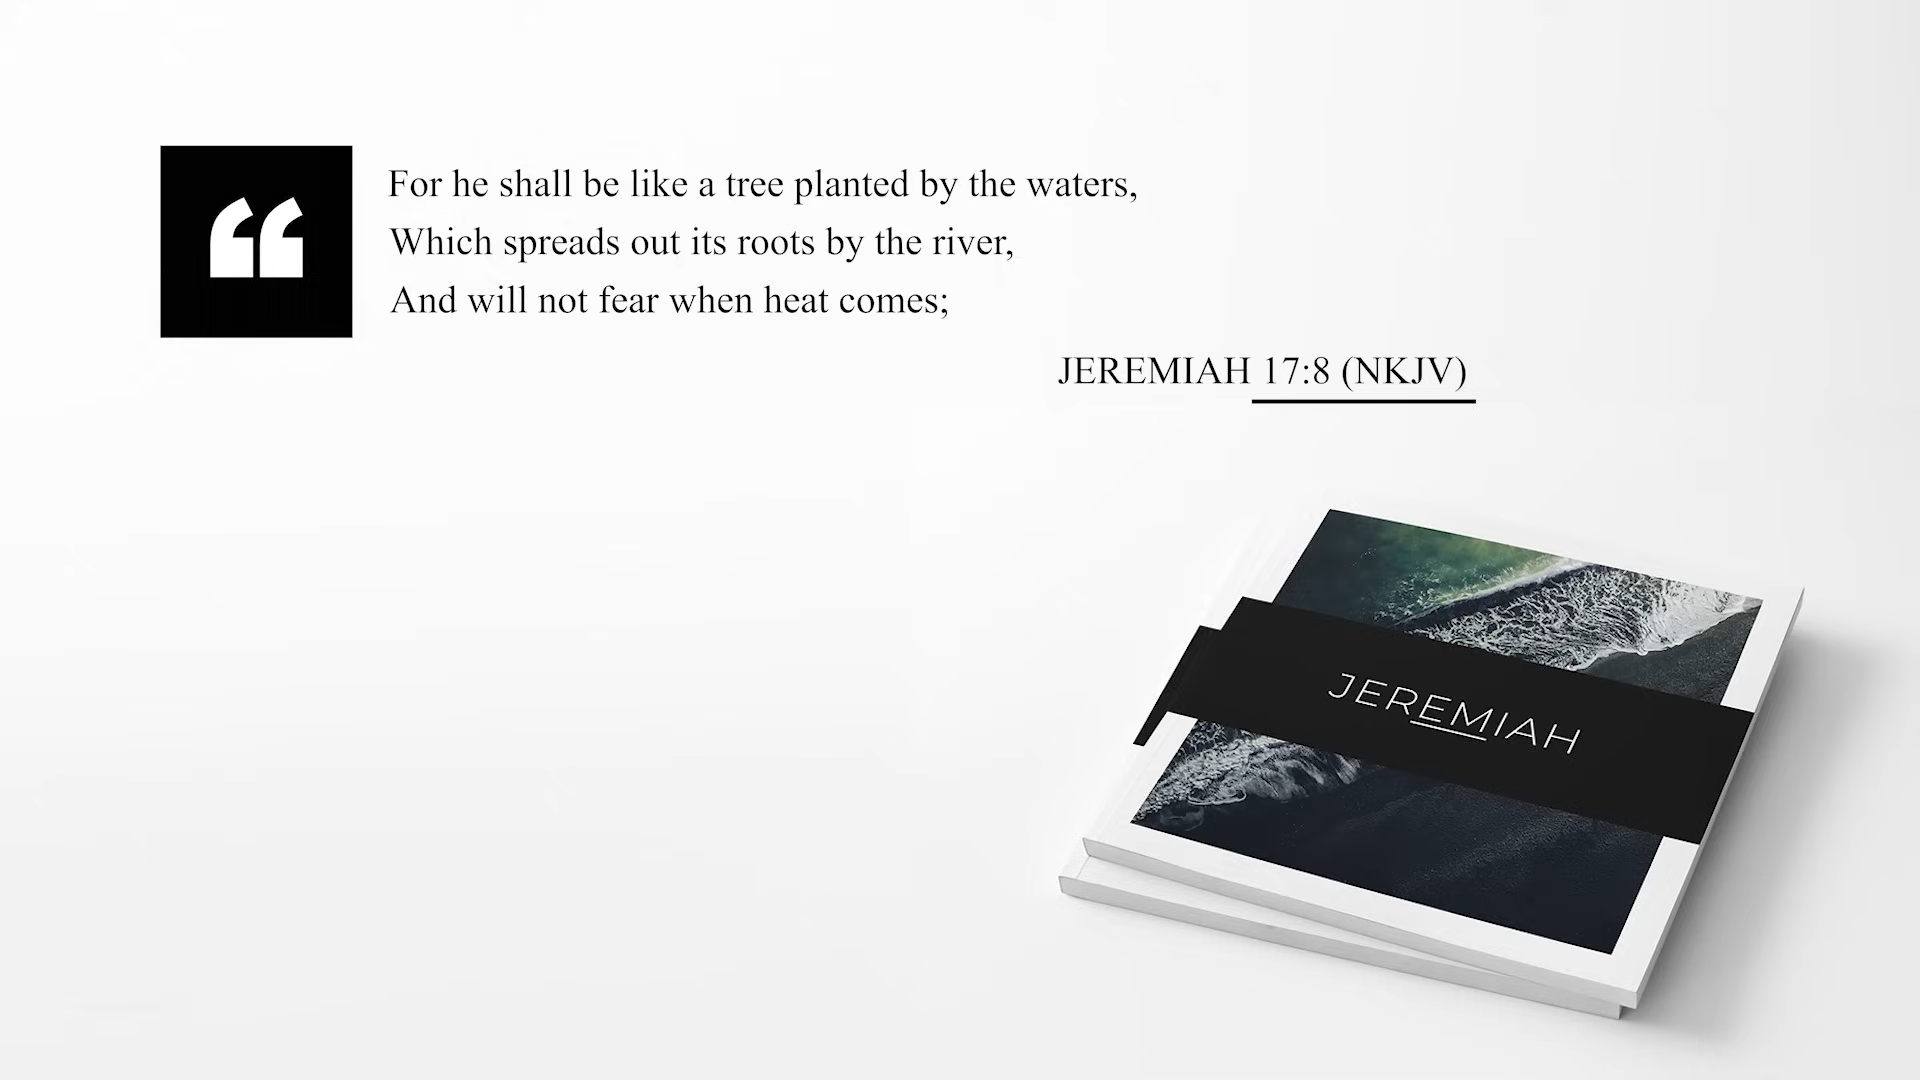 For he shall be like a tree planted by the waters,
Which spreads out its roots by the river,
And will not fear when heat comes;
JEREMIAH 17:8 (NKJV)
JEREMIAH